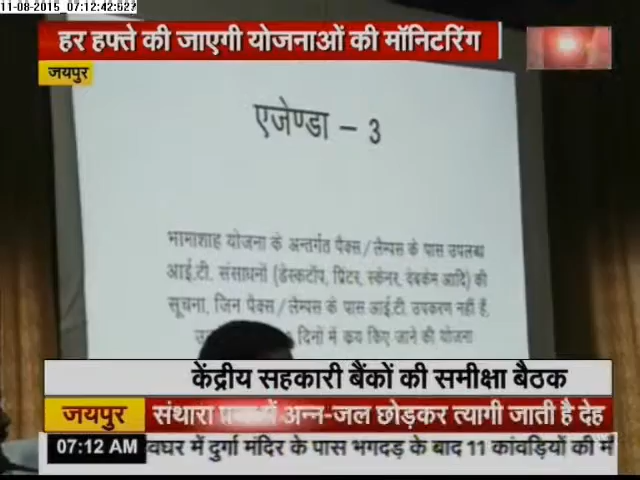 11-08-2015 07:12:42:527
हर हफ्ते की जाएगी योजनाओं की मॉनिटरिंग
जयपुर
एजेण्डा – 3
भामाशाह योजना के अन्तर्गत पैक्स/लैम्पस के पास उपलब्ध
आई.टी. संसाधनों (डेस्कटॉप, प्रिंटर, स्केनर, वेबकेम आदि) की
सूचना, जिन पैक्स/लैम्पस के पास आई.टी. उपकरण नहीं हैं,
दिनों में क्रय किए जाने की योजना
केंद्रीय सहकारी बैंकों की समीक्षा बैठक
जयपुर
संथारा में अन्न-जल छोड़कर त्यागी जाती है देह
07:12 AM
वघर में दुर्गा मंदिर के पास भगदड़ के बाद 11 कांवड़ियों की